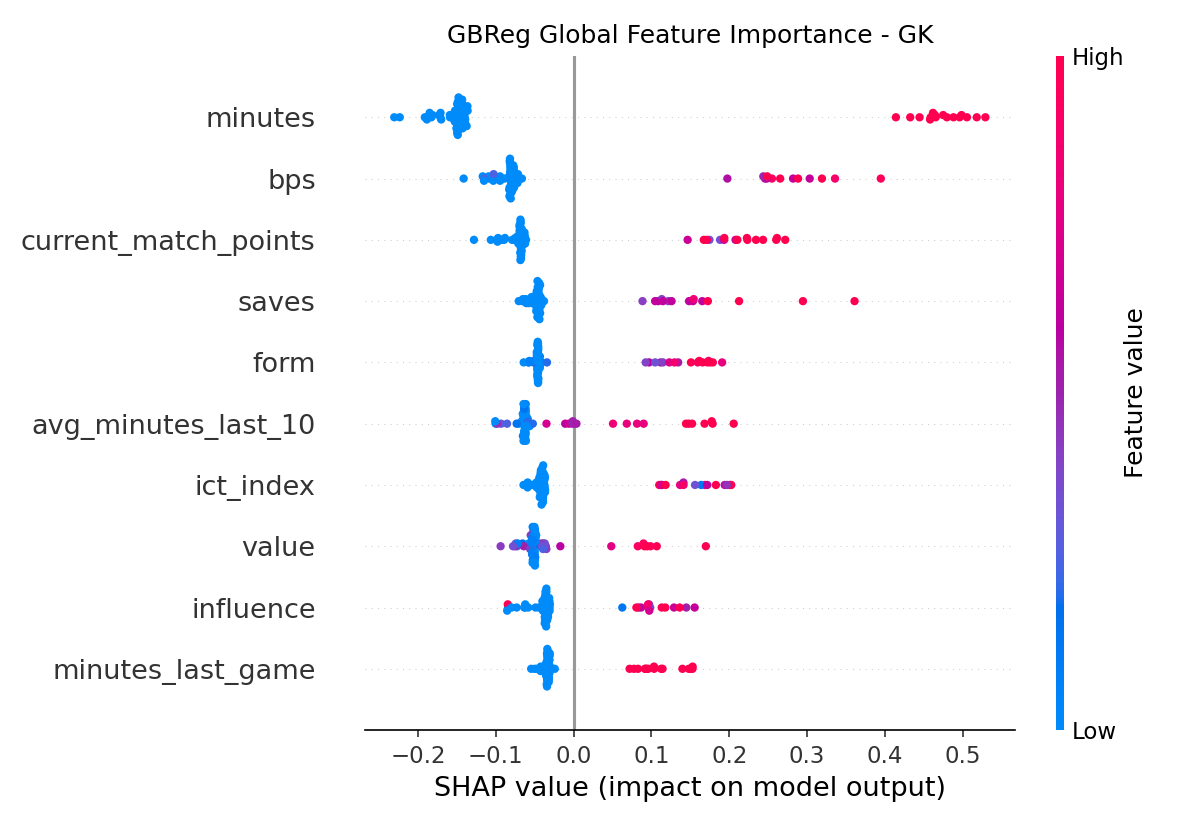 GBReg Global Feature Importance - GK
High
minutes
bps
current_match_points
saves
form
avg_minutes_last_10
ict_index
value
influence
minutes_last_game
Feature value
Low
−0.2 −0.1 0.0 0.1 0.2 0.3 0.4 0.5
SHAP value (impact on model output)